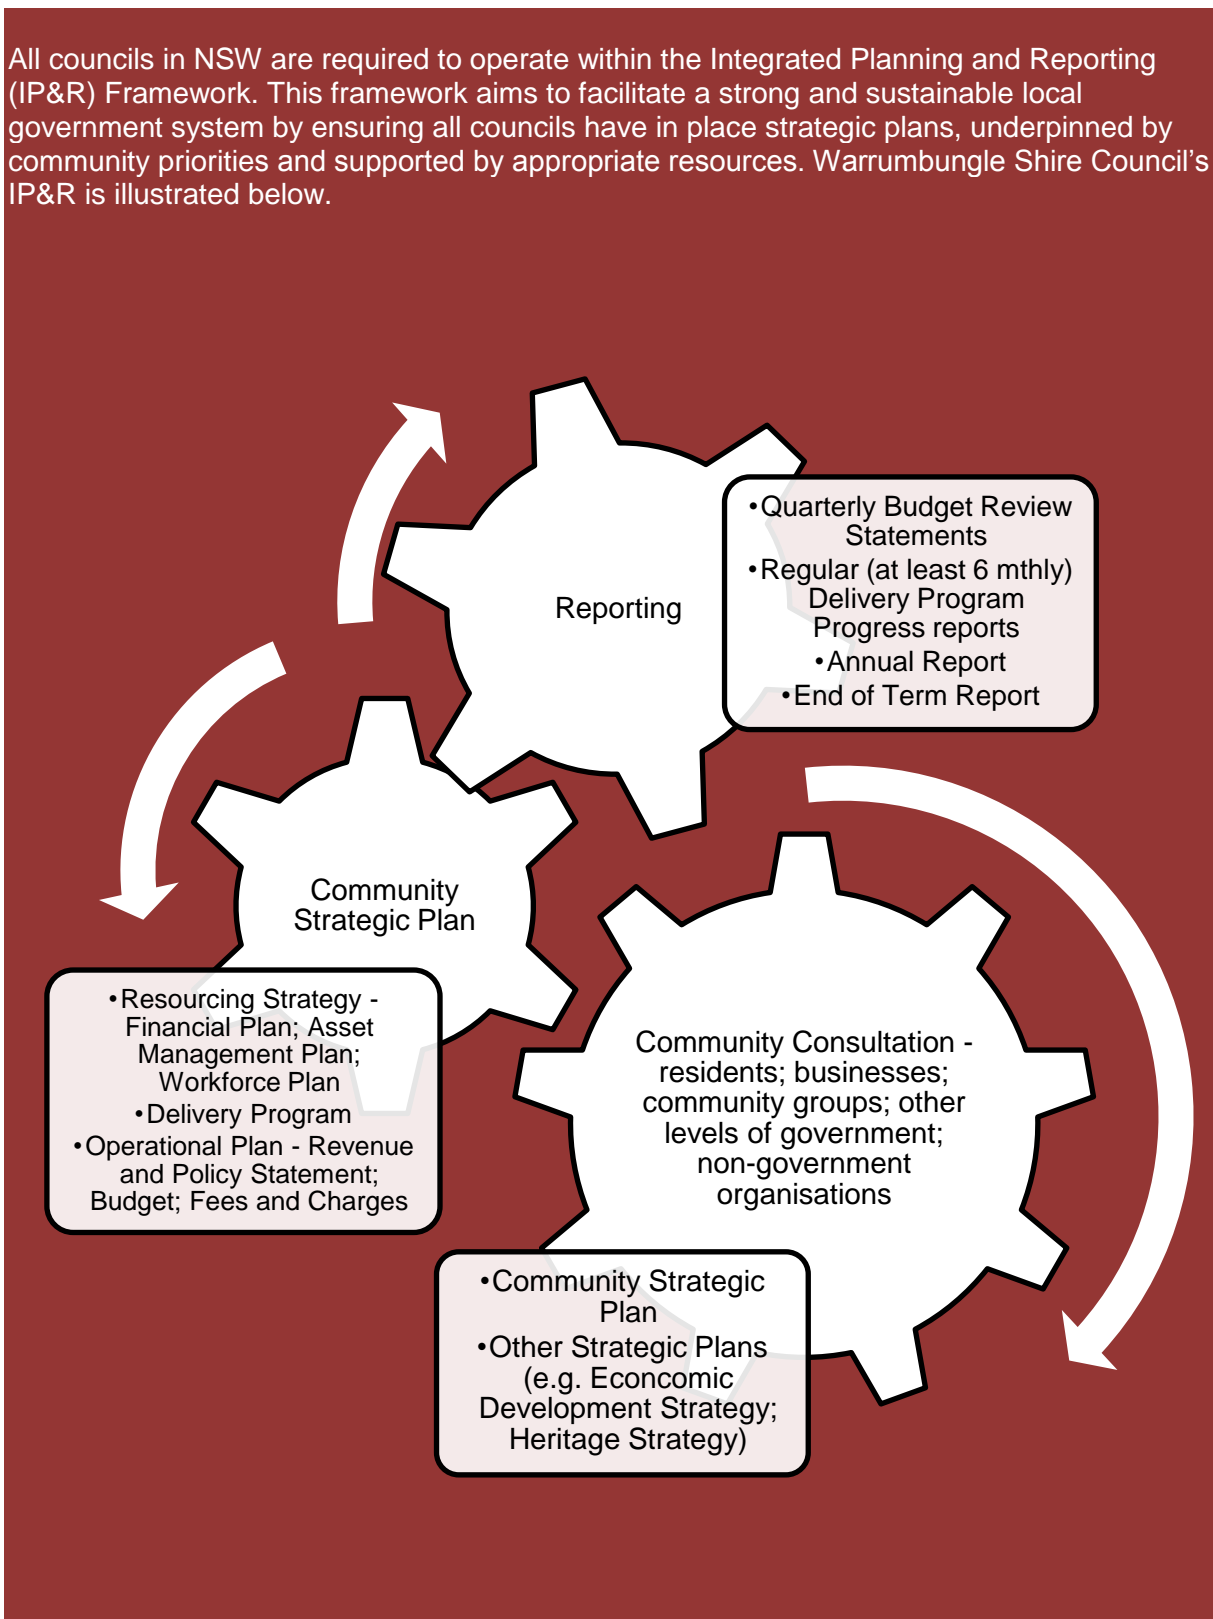 All councils in NSW are required to operate within the Integrated Planning and Reporting
(IP&R) Framework. This framework aims to facilitate a strong and sustainable local
government system by ensuring all councils have in place strategic plans, underpinned by
community priorities and supported by appropriate resources. Warrumbungle Shire Council's
IP&R is illustrated below.
Reporting
•Quarterly Budget Review
Statements
•Regular (at least 6 mthly)
Delivery Program
Progress reports
•Annual Report
•End of Term Report
Community
Strategic Plan
•Resourcing Strategy -
Financial Plan; Asset
Management Plan;
Workforce Plan
•Delivery Program
•Operational Plan - Revenue
and Policy Statement;
Budget; Fees and Charges
Community Consultation -
residents; businesses;
community groups; other
levels of government;
non-government
organisations
•Community Strategic
Plan
•Other Strategic Plans
(e.g. Econcomic
Development Strategy;
Heritage Strategy)